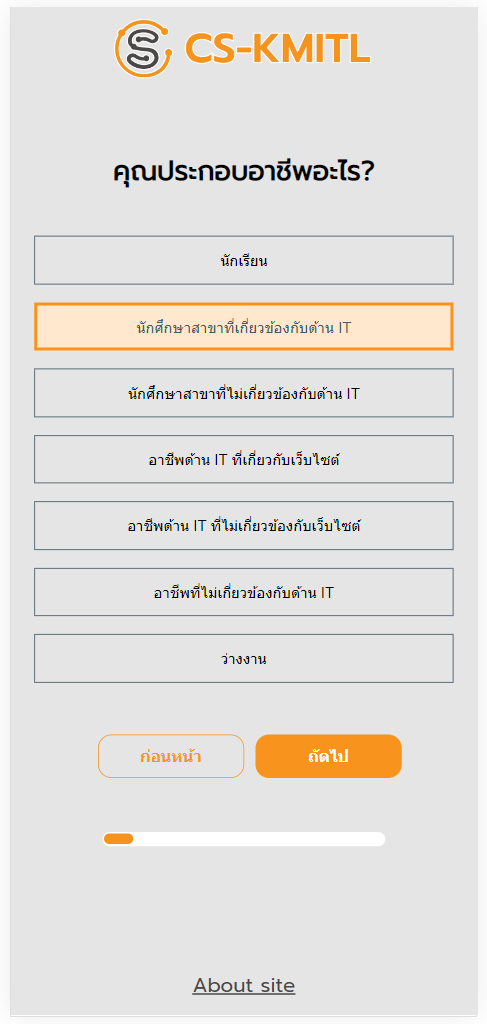 CS-KMITL
คุณประกอบอาชีพอะไร?
นักเรียน
นักศึกษาสาขาที่เกี่ยวข้องกับด้าน IT
นักศึกษาสาขาที่ไม่เกี่ยวข้องกับด้าน IT
อาชีพด้าน IT ที่เกี่ยวกับเว็บไซต์
อาชีพด้าน IT ที่ไม่เกี่ยวข้องกับเว็บไซต์
อาชีพที่ไม่เกี่ยวข้องกับด้าน IT
ว่างงาน
ก่อนหน้า ถัดไป
About site